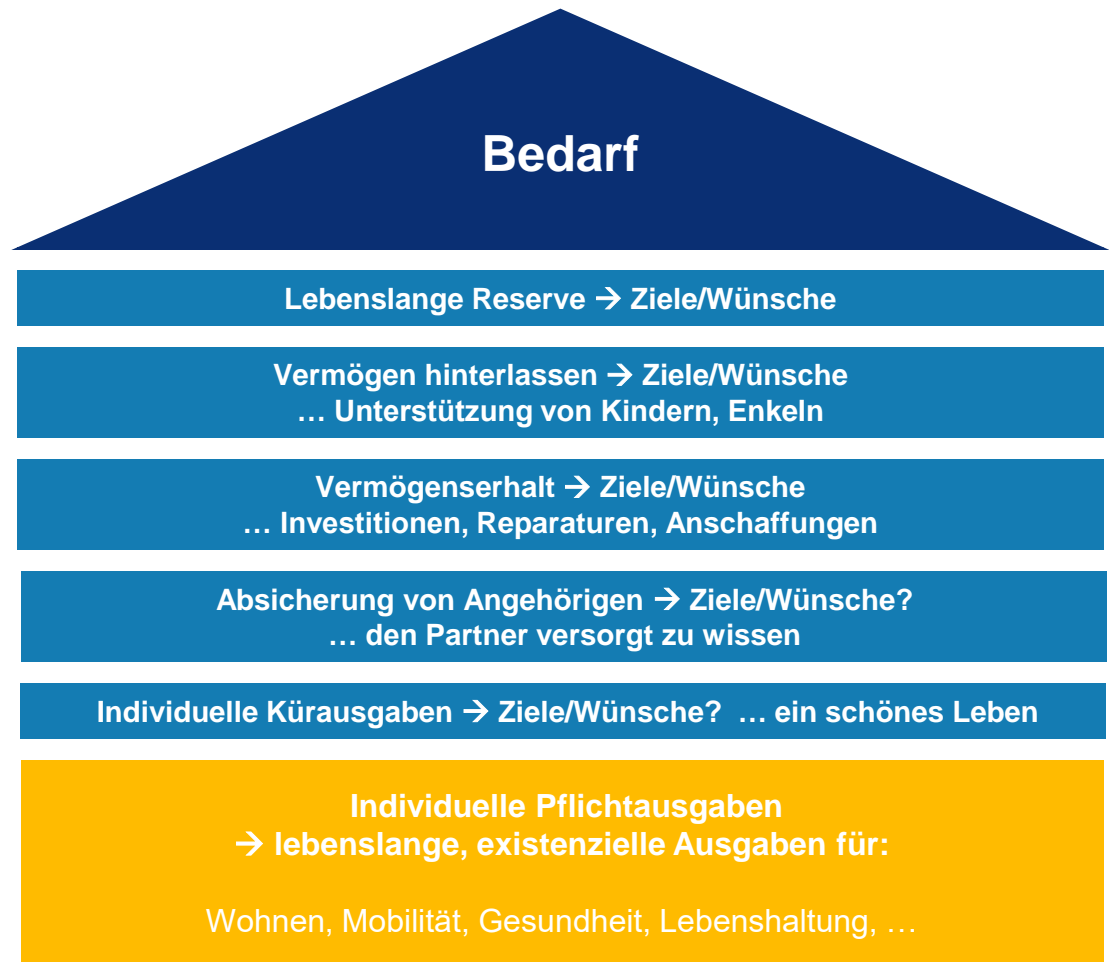 Bedarf
Lebenslange Reserve → Ziele/Wünsche
Vermögen hinterlassen → Ziele/Wünsche
… Unterstützung von Kindern, Enkeln
Vermögenserhalt → Ziele/Wünsche
… Investitionen, Reparaturen, Anschaffungen
Absicherung von Angehörigen → Ziele/Wünsche?
… den Partner versorgt zu wissen
Individuelle Kürausgaben → Ziele/Wünsche? … ein schönes Leben
Individuelle Pflichtausgaben
→ lebenslange, existenzielle Ausgaben für:
Wohnen, Mobilität, Gesundheit, Lebenshaltung, …